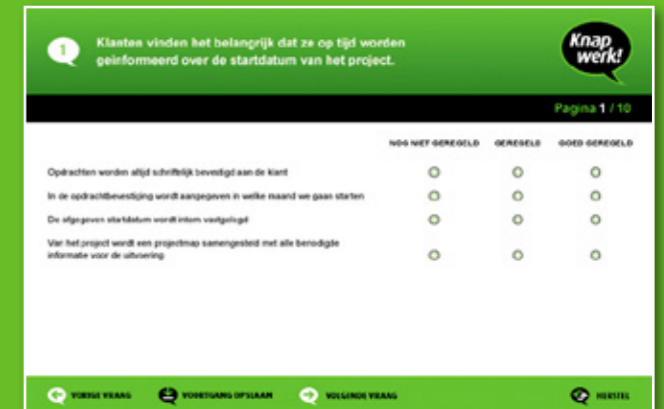 1
Klanten vinden het belangrijk dat ze op tijd worden
geïnformeerd over de startdatum van het project.
Knap
werk!
Pagina 1 / 10
NOG NIET GEREGELD GEREGELD GOED GEREGELD
Opdrachten worden altijd schriftelijk bevestigd aan de klant
In de opdrachtbevestiging wordt aangegeven in welke maand we gaan starten
De afgegeven startdatum wordt intern vastgelegd
Van het project wordt een projectmap samengesteld met alle benodigde
informatie voor de uitvoering
VORIGE VRAAG VOORTGANG OPSLAAN VOLGENDE VRAAG HERSTEL